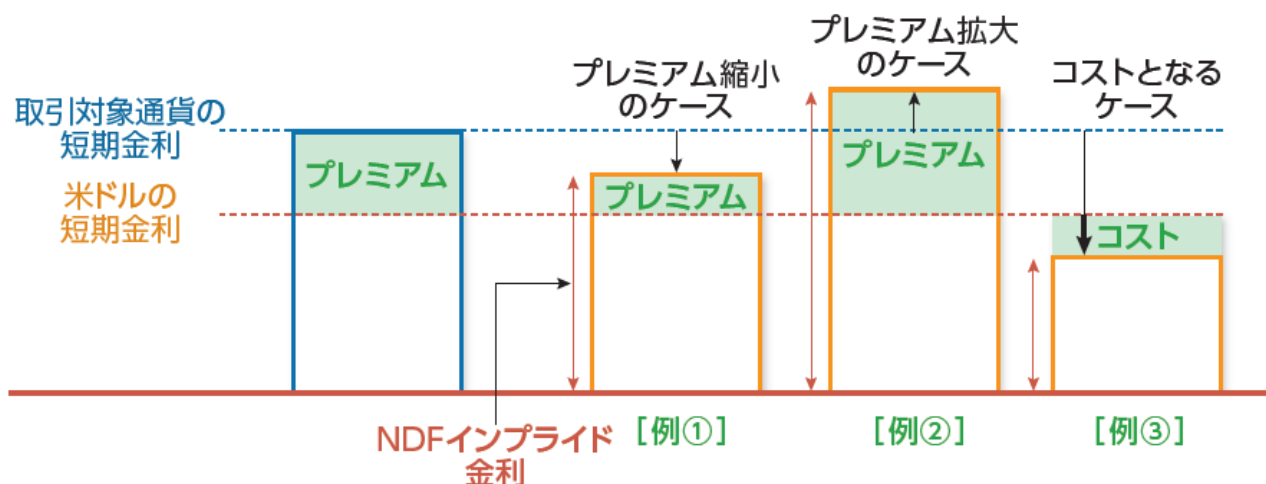 プレミアム縮小
のケース
プレミアム拡大
のケース
コストとなる
ケース
取引対象通貨の
短期金利
米ドルの
短期金利
プレミアム
プレミアム
プレミアム
コスト
NDFインプライド
金利
[例①]
[例②]
[例③]